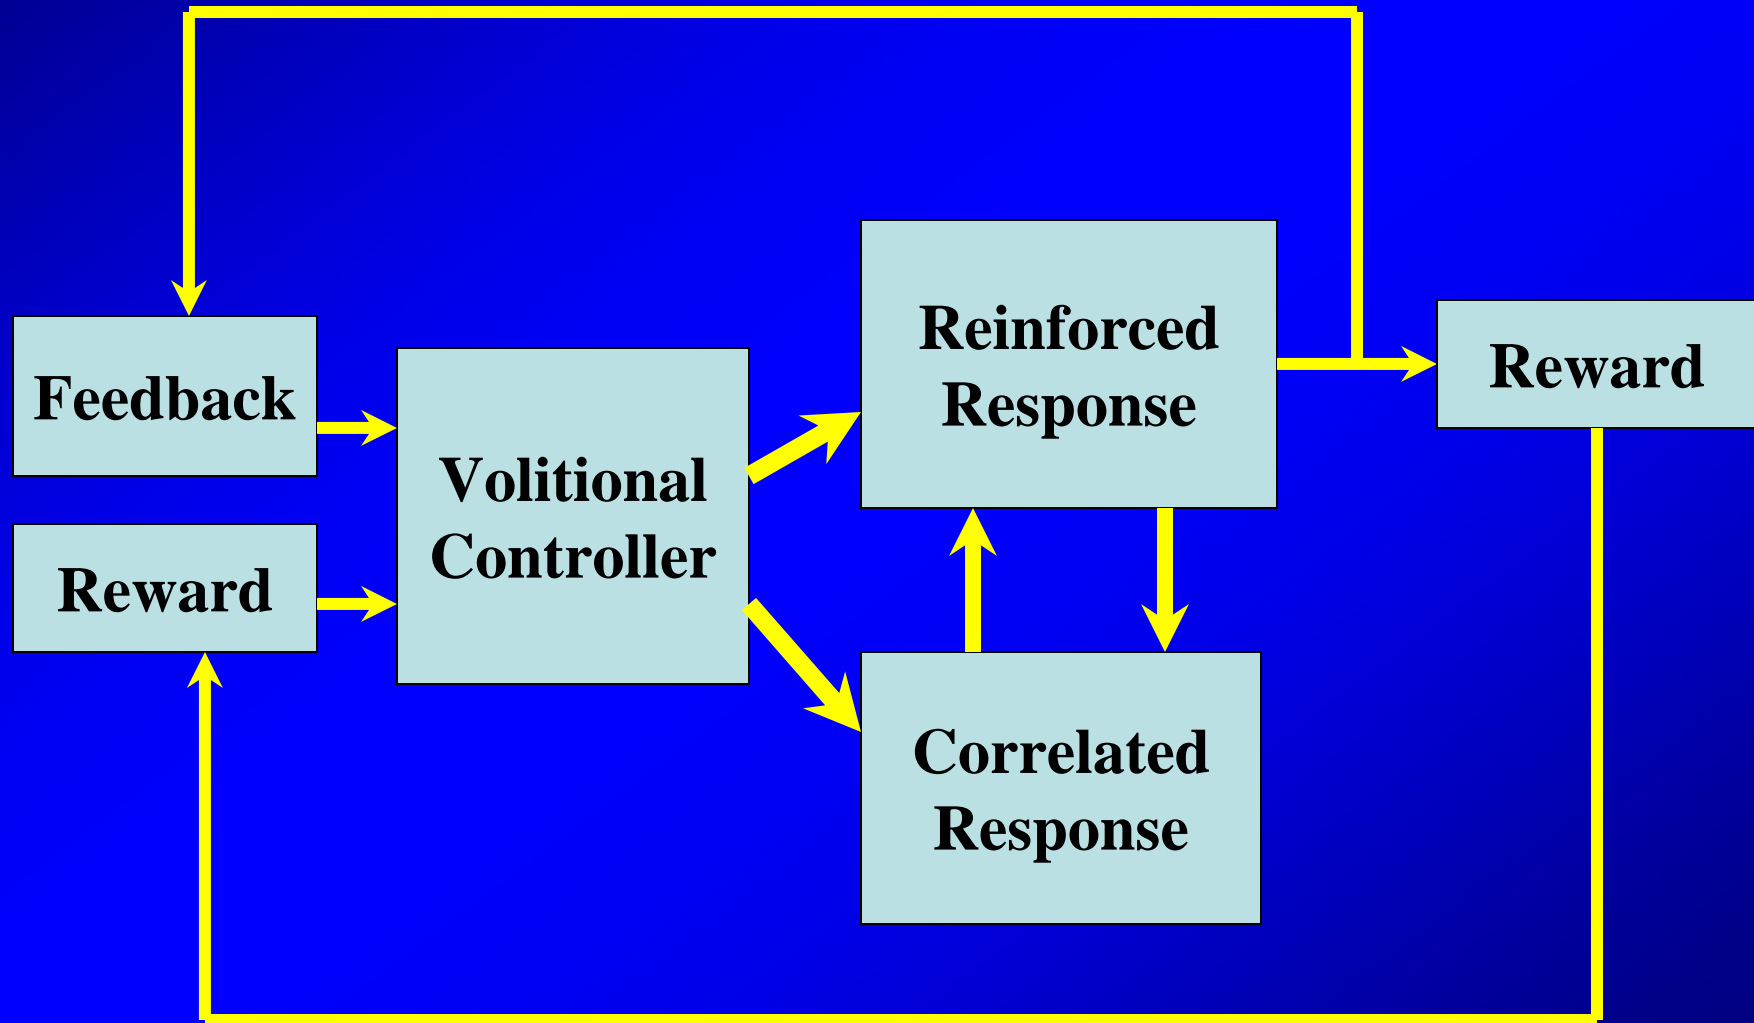 Feedback
Reward
Volitional
Controller
Reinforced
Response
Correlated
Response
Reward